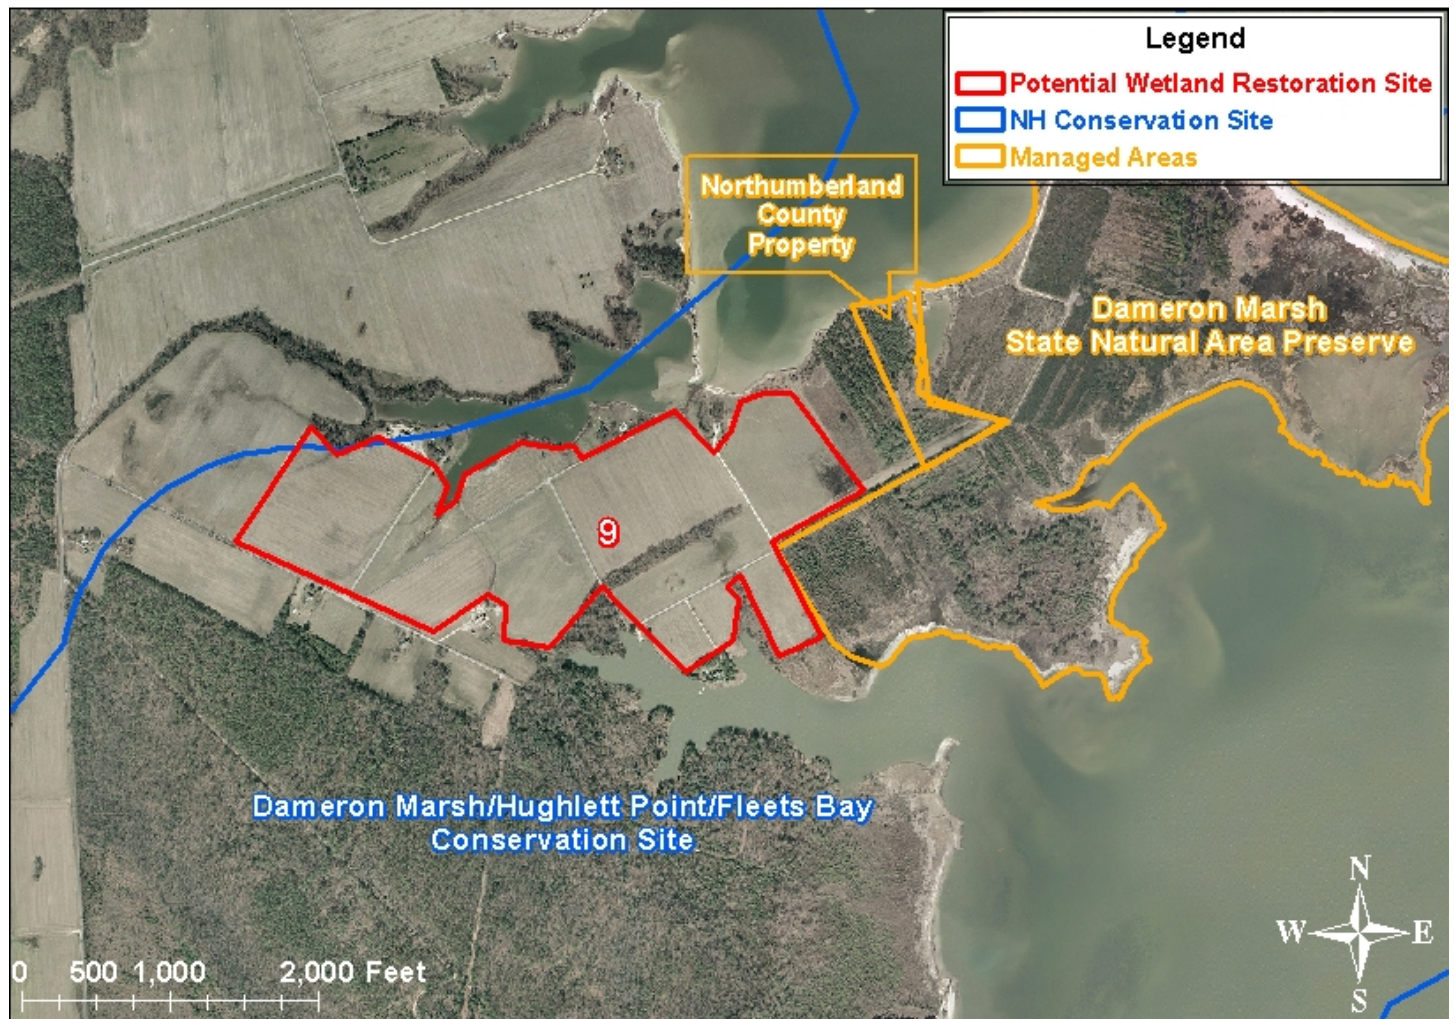 Legend
Potential Wetland Restoration Site
NH Conservation Site
Managed Areas
Northumberland
County
Property
Dameron Marsh
State Natural Area Preserve
9
Dameron Marsh/Hughlett Point/Fleets Bay
Conservation Site
0 500 1,000 2,000 Feet
N
W E
S